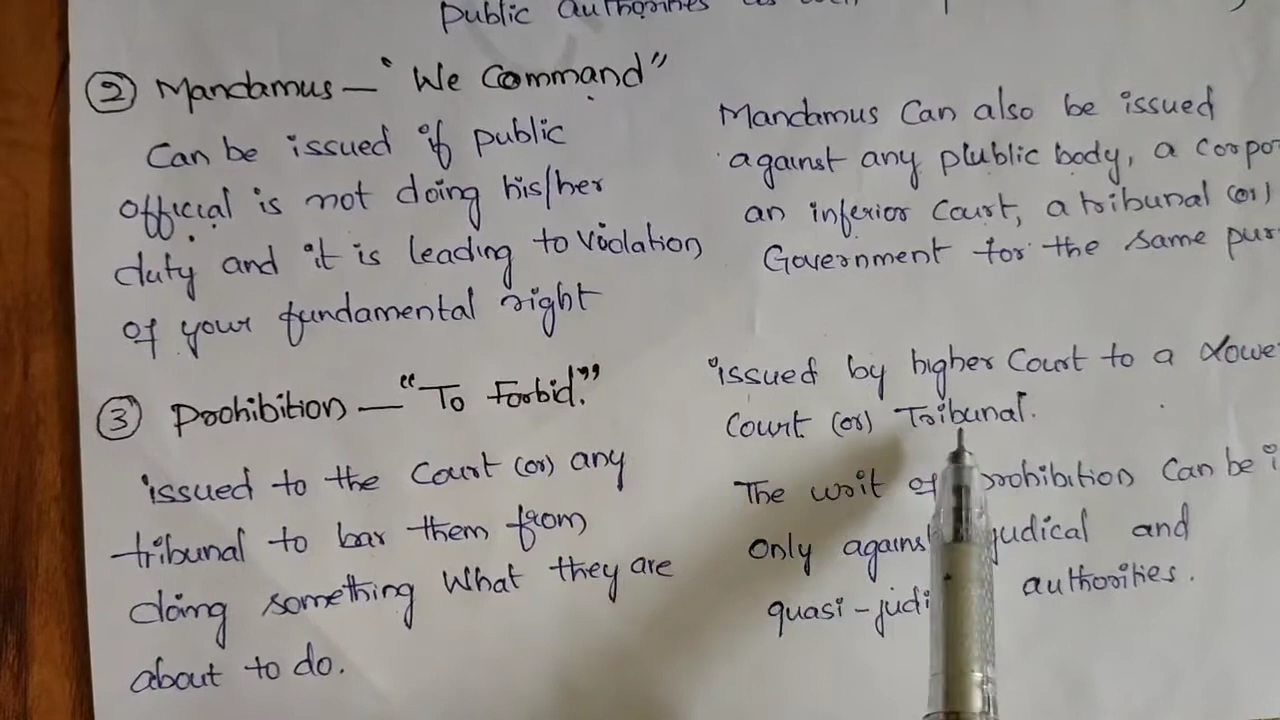 public authorities as well
② Mandamus — "We Command"
Can be issued if public
official is not doing his/her
duty and it is leading to violation
of your fundamental right
Mandamus Can also be issued
against any plublic body, a corpo
an inferior Court, a tribunal (or)
Government for the same pur
③ Prohibition — "To Forbid."
issued to the Court (or) any
tribunal to bar them from
doing something What they are
about to do.
issued by higher Court to a Lowe
Court (or) Tribunal.
The writ of prohibition Can be i
Only against judical and
quasi-judi authorities.